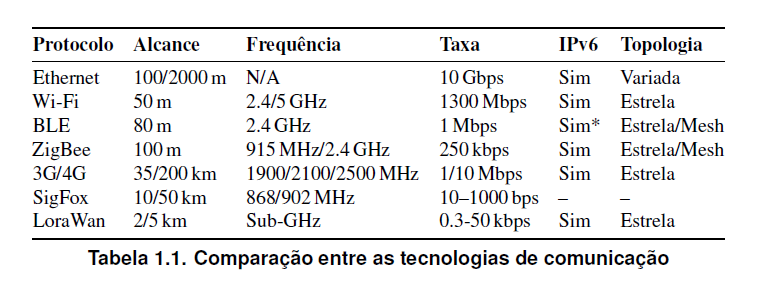 Protocolo Alcance Frequência Taxa IPv6 Topologia
Ethernet 100/2000 m N/A 10 Gbps Sim Variada
Wi-Fi 50 m 2.4/5 GHz 1300 Mbps Sim Estrela
BLE 80 m 2.4 GHz 1 Mbps Sim* Estrela/Mesh
ZigBee 100 m 915 MHz/2.4 GHz 250 kbps Sim Estrela/Mesh
3G/4G 35/200 km 1900/2100/2500 MHz 1/10 Mbps Sim Estrela
SigFox 10/50 km 868/902 MHz 10–1000 bps – –
LoraWan 2/5 km Sub-GHz 0.3-50 kbps Sim Estrela
Tabela 1.1. Comparação entre as tecnologias de comunicação